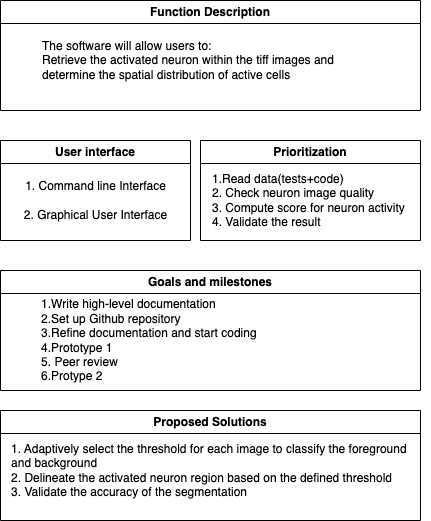 Function Description
The software will allow users to:
Retrieve the activated neuron within the tiff images and
determine the spatial distribution of active cells
User interface
1. Command line Interface
2. Graphical User Interface
Prioritization
1.Read data(tests+code)
2. Check neuron image quality
3. Compute score for neuron activity
4. Validate the result
Goals and milestones
1.Write high-level documentation
2.Set up Github repository
3.Refine documentation and start coding
4.Prototype 1
5. Peer review
6.Protype 2
Proposed Solutions
1. Adaptively select the threshold for each image to classify the foreground
and background
2. Delineate the activated neuron region based on the defined threshold
3. Validate the accuracy of the segmentation